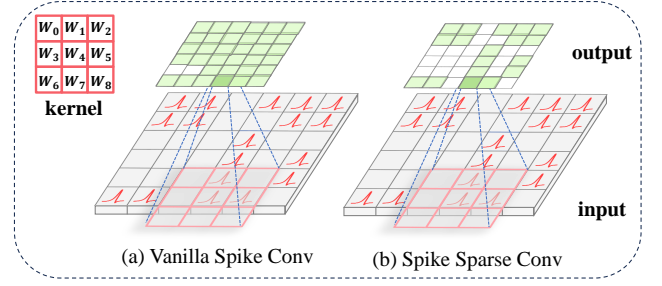 W0 W1 W2
W3 W4 W5
W6 W7 W8
kernel
output
input
(a) Vanilla Spike Conv
(b) Spike Sparse Conv